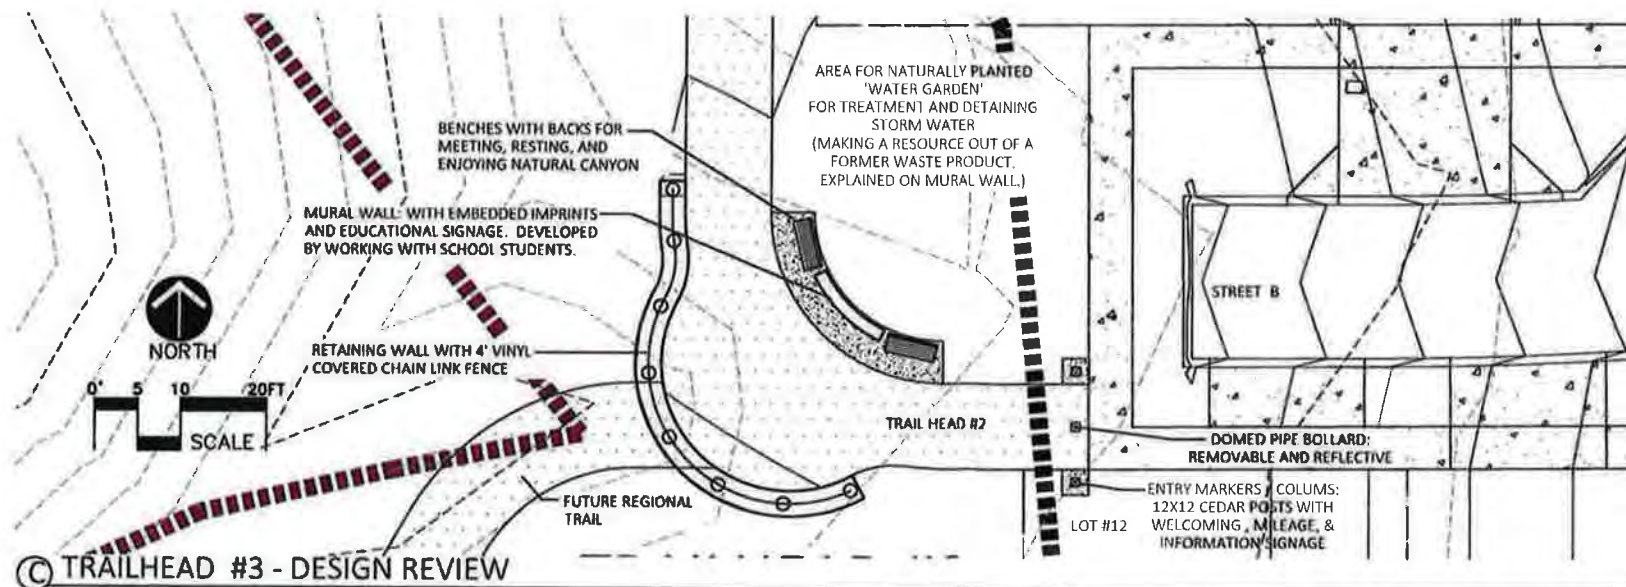 AREA FOR NATURALLY PLANTED
'WATER GARDEN'
FOR TREATMENT AND DETAINING
STORM WATER
(MAKING A RESOURCE OUT OF A
FORMER WASTE PRODUCT.
EXPLAINED ON MURAL WALL.)
BENCHES WITH BACKS FOR
MEETING, RESTING, AND
ENJOYING NATURAL CANYON
MURAL WALL: WITH EMBEDDED IMPRINTS
AND EDUCATIONAL SIGNAGE. DEVELOPED
BY WORKING WITH SCHOOL STUDENTS.
STREET B
NORTH
RETAINING WALL WITH 4' VINYL
COVERED CHAIN LINK FENCE
0' 5 10 20FT
SCALE
TRAIL HEAD #2
DOMED PIPE BOLLARD:
REMOVABLE AND REFLECTIVE
ENTRY MARKERS / COLUMS:
12X12 CEDAR POSTS WITH
WELCOMING, MILEAGE, &
INFORMATION SIGNAGE
LOT #12
FUTURE REGIONAL
TRAIL
C TRAILHEAD #3 - DESIGN REVIEW